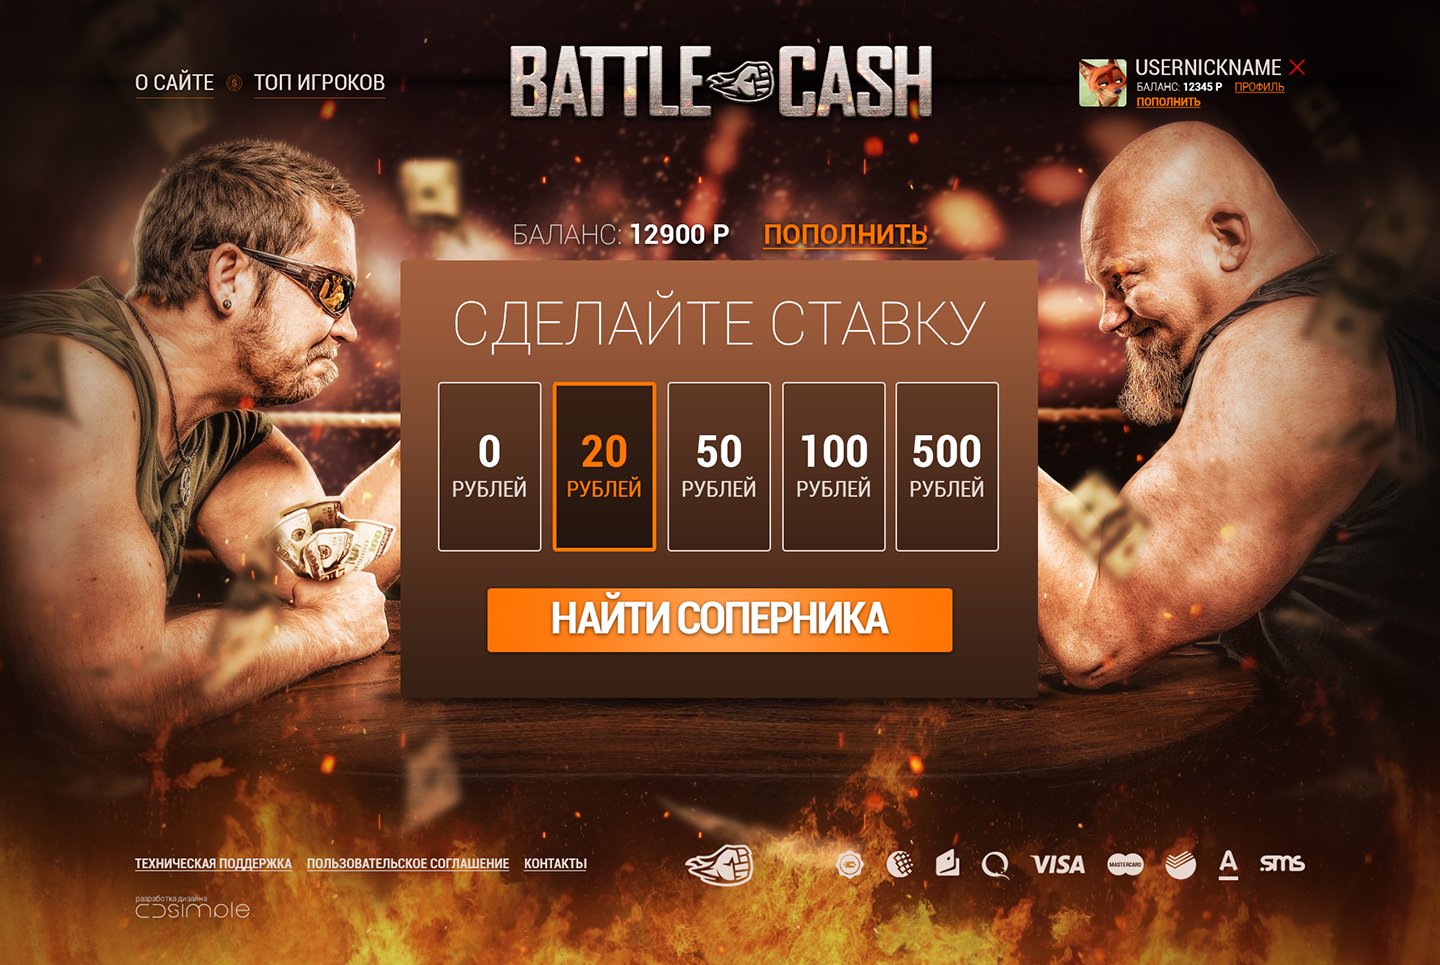 О САЙТЕ
ТОП ИГРОКОВ
BATTLE CASH
USERNICKNAME
БАЛАНС: 12345 Р ПРОФИЛЬ
ПОПОЛНИТЬ
БАЛАНС: 12900 Р ПОПОЛНИТЬ
СДЕЛАЙТЕ СТАВКУ
0
РУБЛЕЙ
20
РУБЛЕЙ
50
РУБЛЕЙ
100
РУБЛЕЙ
500
РУБЛЕЙ
НАЙТИ СОПЕРНИКА
ТЕХНИЧЕСКАЯ ПОДДЕРЖКА ПОЛЬЗОВАТЕЛЬСКОЕ СОГЛАШЕНИЕ КОНТАКТЫ
VISA
MASTERCARD
А
sms
разработка дизайна
simple